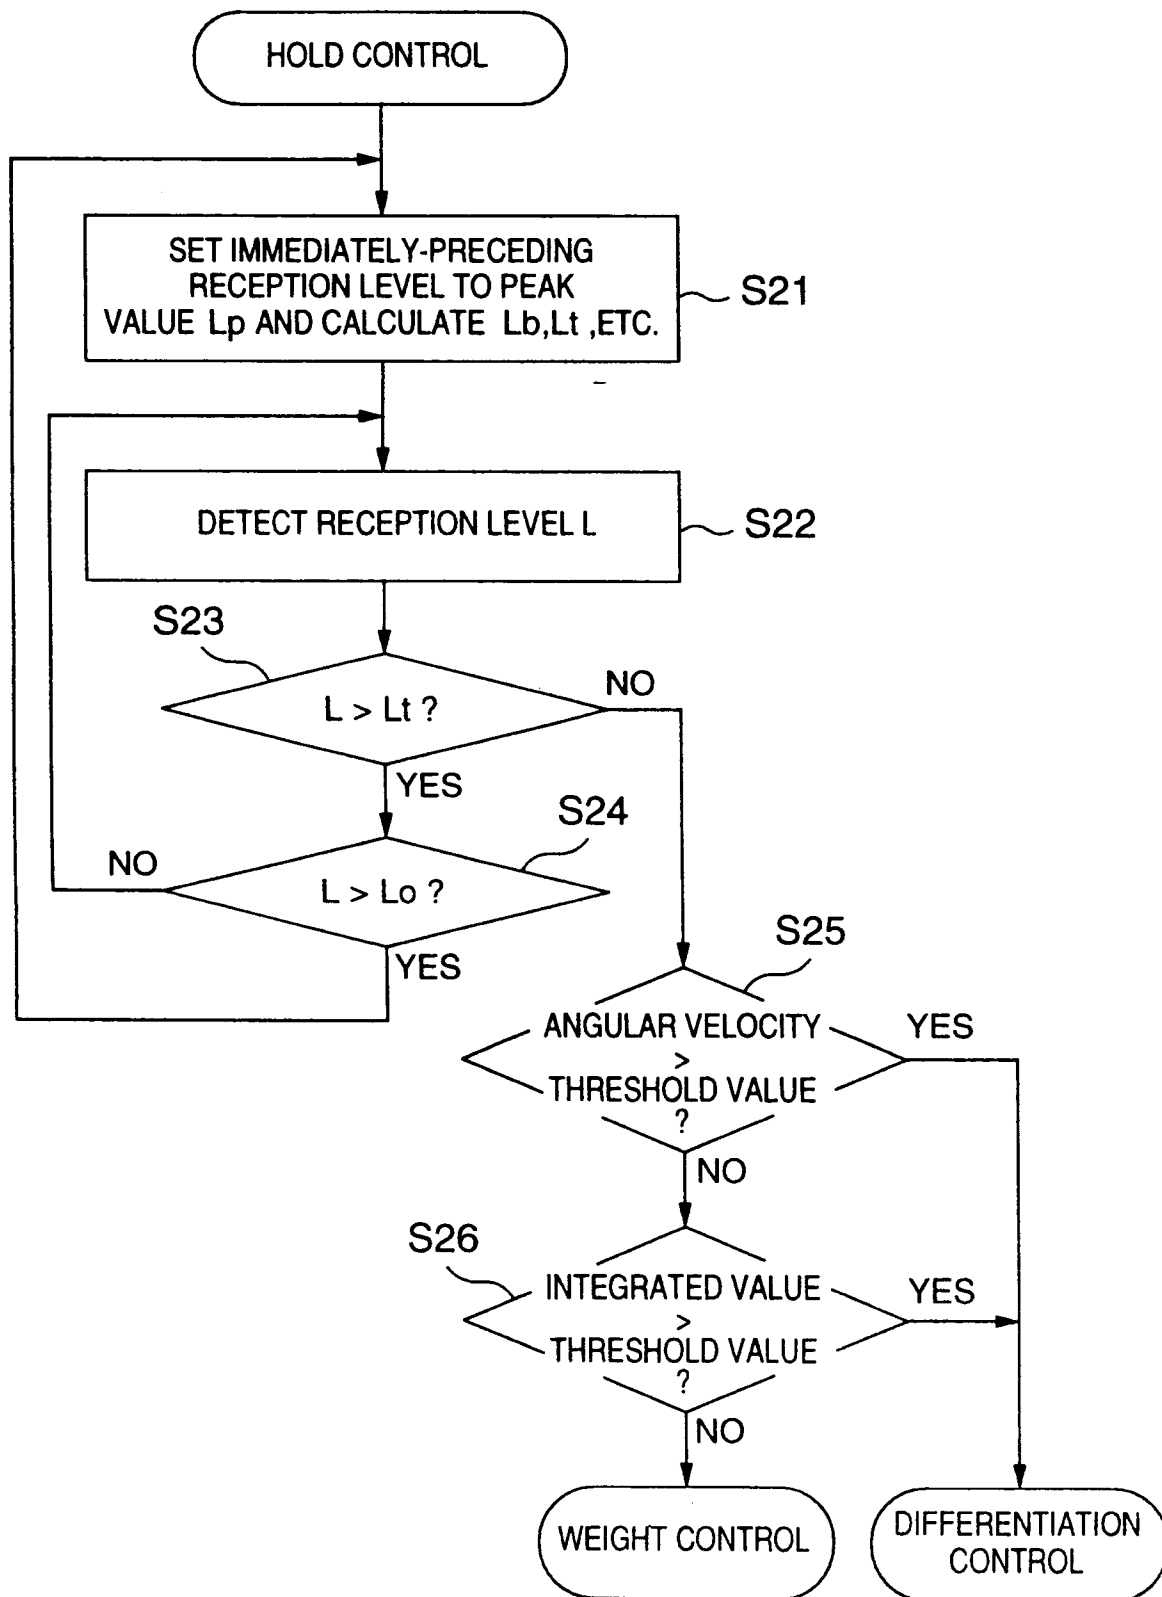 HOLD CONTROL
SET IMMEDIATELY-PRECEDING
RECEPTION LEVEL TO PEAK
VALUE Lp AND CALCULATE Lb,Lt ,ETC.
S21
DETECT RECEPTION LEVEL L
S22
S23
L > Lt ?
NO
YES
S24
NO
L > Lo ?
YES
S25
ANGULAR VELOCITY
>
THRESHOLD VALUE
?
YES
NO
S26
INTEGRATED VALUE
>
THRESHOLD VALUE
?
YES
NO
WEIGHT CONTROL
DIFFERENTIATION
CONTROL